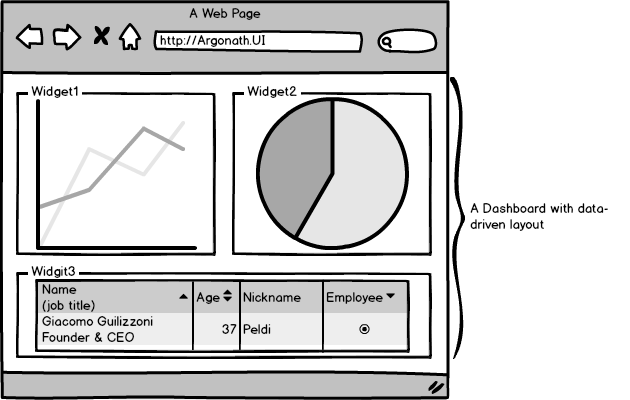 A Web Page
http://Argonath.UI
Widget1
Widget2
A Dashboard with data-
driven layout
Widgit3
Name
(job title)
Age
Nickname
Employee
Giacomo Guilizzoni
Founder & CEO
37
Peldi